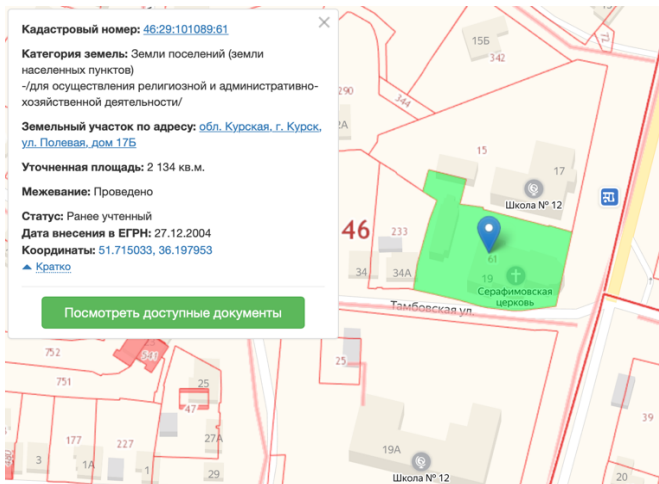 Кадастровый номер: 46:29:101089:61
Категория земель: Земли поселений (земли
населенных пунктов)
-/для осуществления религиозной и административно-
хозяйственной деятельности/
Земельный участок по адресу: обл. Курская, г. Курск,
ул. Полевая, дом 17Б
Уточненная площадь: 2 134 кв.м.
Межевание: Проведено
Статус: Ранее учтенный
Дата внесения в ЕГРН: 27.12.2004
Координаты: 51.715033, 36.197953
Кратко
Посмотреть доступные документы
15Б
342
344
290
2А
15
17
Школа № 12
46
233
34
34А
61
19
Серафимовская
церковь
Тамбовская ул.
752
751
25
47
25
177
227
27А
3
1А
1
29
19А
Школа № 12
39
20